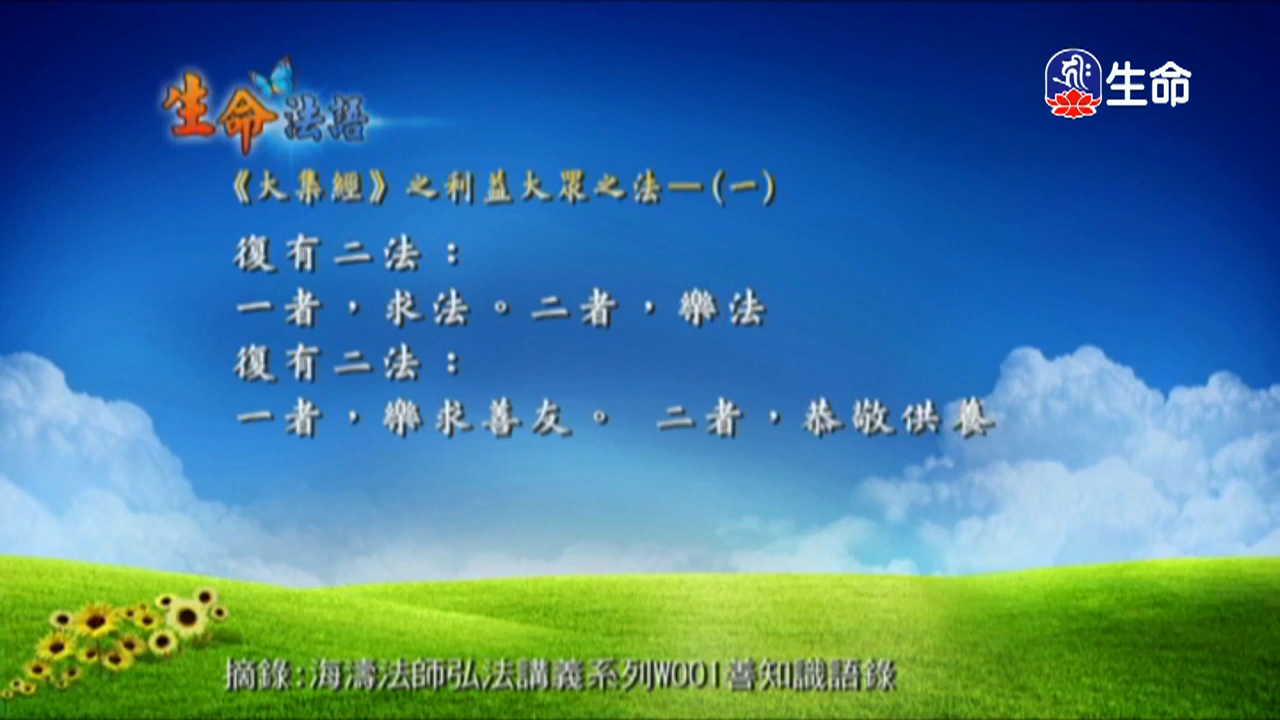 生命法語
生命
《大集經》之利益大眾之法—(一)
復有二法：
一者，求法。二者，樂法
復有二法：
一者，樂求善友。 二者，恭敬供養
摘錄:海濤法師弘法講義系列W001善知識語錄